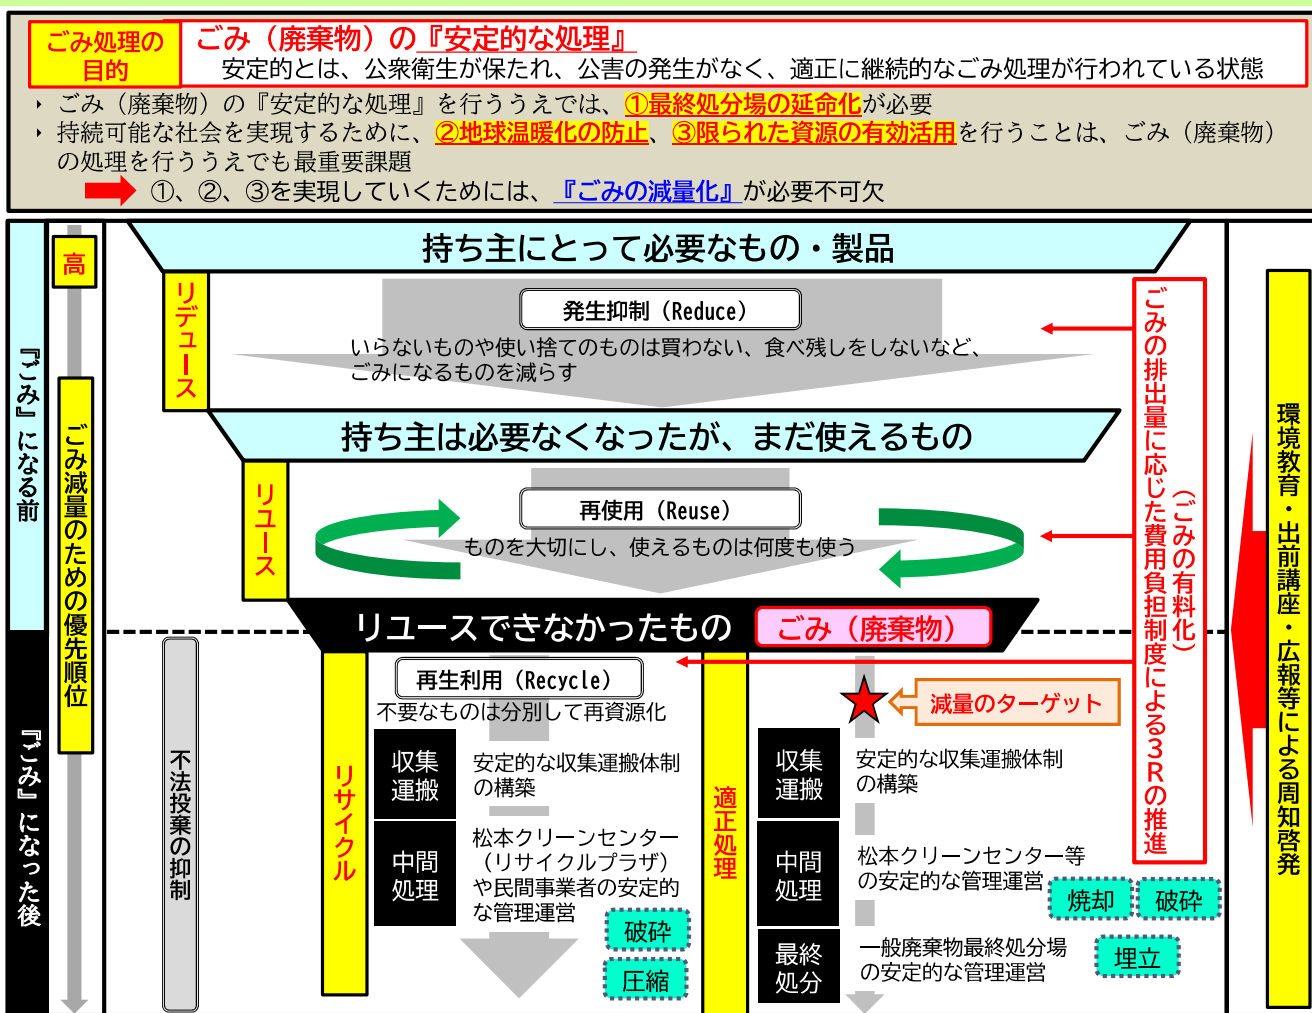 ごみ処理の
目的
ごみ（廃棄物）の『安定的な処理』
安定的とは、公衆衛生が保たれ、公害の発生がなく、適正に継続的なごみ処理が行われている状態
ごみ（廃棄物）の『安定的な処理』を行ううえでは、①最終処分場の延命化が必要
持続可能な社会を実現するために、②地球温暖化の防止、③限られた資源の有効活用を行うことは、ごみ（廃棄物）
の処理を行ううえでも最重要課題
①、②、③を実現していくためには、『ごみの減量化』が必要不可欠
『ごみ』になる前
『ごみ』になった後
高
ごみ減量のための優先順位
持ち主にとって必要なもの・製品
リデュース
発生抑制（Reduce）
いらないものや使い捨てのものは買わない、食べ残しをしないなど、
ごみになるものを減らす
持ち主は必要なくなったが、まだ使えるもの
リユース
再使用（Reuse）
ものを大切にし、使えるものは何度も使う
リユースできなかったもの
ごみ（廃棄物）
不法投棄の抑制
リサイクル
再生利用（Recycle）
不要なものは分別して再資源化
収集
運搬
安定的な収集運搬体制
の構築
中間
処理
松本クリーンセンター
（リサイクルプラザ）
や民間事業者の安定的
な管理運営
破砕
圧縮
適正処理
減量のターゲット
収集
運搬
安定的な収集運搬体制
の構築
中間
処理
松本クリーンセンター等
の安定的な管理運営
焼却
破砕
最終
処分
一般廃棄物最終処分場
の安定的な管理運営
埋立
ごみの排出量に応じた費用負担制度による３Ｒの推進
（ごみの有料化）
環境教育・出前講座・広報等による周知啓発